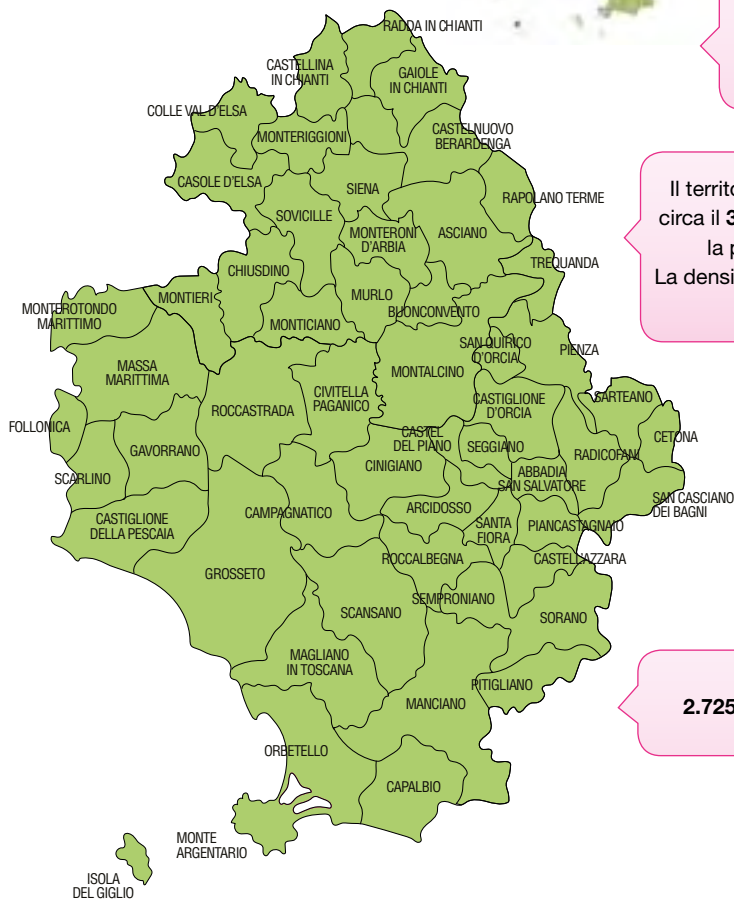 RADDA IN CHIANTI
CASTELLINA
IN CHIANTI
GAIOLE
IN CHIANTI
COLLE VAL D'ELSA
MONTERIGGIONI
CASTELNUOVO
BERARDENGA
CASOLE D'ELSA
SIENA
RAPOLANO TERME
SOVICILLE
MONTERONI
D'ARBIA
ASCIANO
CHIUSDINO
TREQUANDA
MONTIERI
MURLO
MONTEROTONDO
MARITTIMO
BUONCONVENTO
MONTICIANO
SAN QUIRICO
D'ORCIA
PIENZA
MASSA
MARITTIMA
MONTALCINO
CIVITELLA
PAGANICO
ROCCASTRADA
CASTIGLIONE
D'ORCIA
SARTEANO
FOLLONICA
CASTEL
DEL PIANO
SEGGIANO
CETONA
GAVORRANO
RADICOFANI
CINIGIANO
SCARLINO
ABBADIA
SAN SALVATORE
SAN CASCIANO
DEI BAGNI
ARCIDOSSO
CAMPAGNATICO
CASTIGLIONE
DELLA PESCAIA
SANTA
FIORA
PIANCASTAGNAIO
ROCCALBEGNA
CASTELLAZZARA
GROSSETO
SEMPRONIANO
SCANSANO
SORANO
MAGLIANO
IN TOSCANA
PITIGLIANO
MANCIANO
ORBETELLO
CAPALBIO
MONTE
ARGENTARIO
ISOLA
DEL GIGLIO
Il territo
circa il 3
la p
La densi
2.725